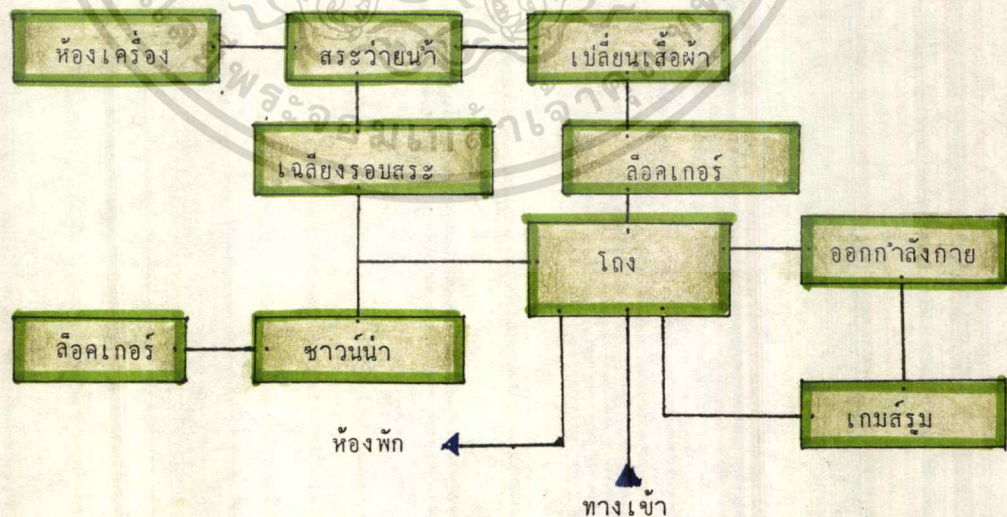 ห้องเครื่อง
สระว่ายน้ำ
เปลี่ยนเสื้อผ้า
เฉลียงรอบสระ
ล็อคเกอร์
โถง
ออกกำลังกาย
ล็อคเกอร์
ซาวน์น่า
เกมส์รูม
ห้องพัก
ทางเข้า